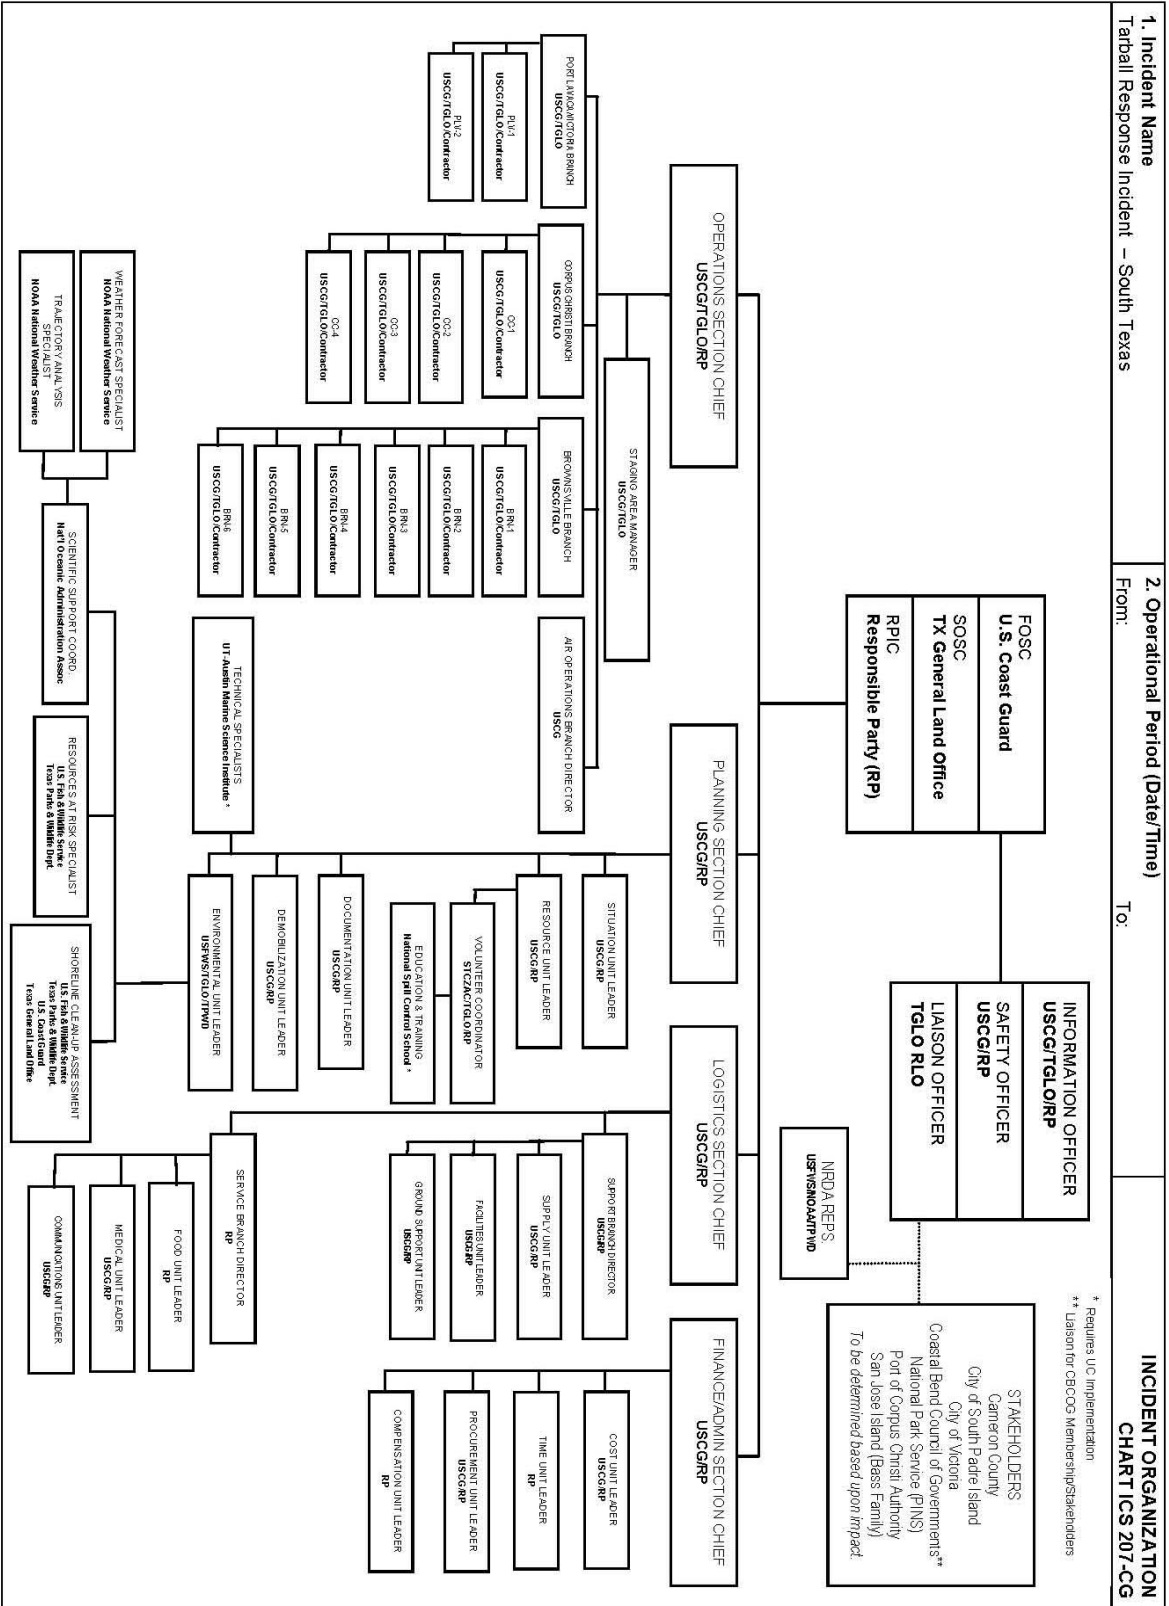 1. Incident Name
Tarball Response Incident – South Texas
2. Operational Period (Date/Time)
From:
To:
INCIDENT ORGANIZATION
CHART ICS 207-CG
* Requires UC Implementation
** Liaison for CBCOG Membership/Stakeholders
FOSC
U.S. Coast Guard
SOSC
TX General Land Office
RPIC
Responsible Party (RP)
INFORMATION OFFICER
USCG/TGLO/RP
SAFETY OFFICER
USCG/RP
LIAISON OFFICER
TGLO RLO
STAKEHOLDERS
Cameron County
City of South Padre Island
City of Victoria
Coastal Bend Council of Governments**
National Park Service (PINS)
Port of Corpus Christi Authority
San Jose Island (Bass Family)
To be determined based upon impact.
NRDA REPS.
USFWS/NOAA/TPWD
OPERATIONS SECTION CHIEF
USCG/TGLO/RP
PLANNING SECTION CHIEF
USCG/RP
LOGISTICS SECTION CHIEF
USCG/RP
FINANCE/ADMIN SECTION CHIEF
USCG/RP
STAGING AREA MANAGER
USCG/TGLO
PORT LAVACA/VICTORIA BRANCH
USCG/TGLO
PLV-1
USCG/TGLO/Contractor
PLV-2
USCG/TGLO/Contractor
CORPUS CHRISTI BRANCH
USCG/TGLO
CC-1
USCG/TGLO/Contractor
CC-2
USCG/TGLO/Contractor
CC-3
USCG/TGLO/Contractor
CC-4
USCG/TGLO/Contractor
BROWNSVILLE BRANCH
USCG/TGLO
BRN-1
USCG/TGLO/Contractor
BRN-2
USCG/TGLO/Contractor
BRN-3
USCG/TGLO/Contractor
BRN-4
USCG/TGLO/Contractor
BRN-5
USCG/TGLO/Contractor
BRN-6
USCG/TGLO/Contractor
AIR OPERATIONS BRANCH DIRECTOR
USCG
SITUATION UNIT LEADER
USCG/RP
RESOURCE UNIT LEADER
USCG/RP
VOLUNTEER COORDINATOR
STCZAC/TGLO/RP
EDUCATION & TRAINING
National Spill Control School *
DOCUMENTATION UNIT LEADER
USCG/RP
DEMOBILIZATION UNIT LEADER
USCG/RP
ENVIRONMENTAL UNIT LEADER
USFWS/TGLO/TPWD
TECHNICAL SPECIALISTS
UT-Austin Marine Science Institute *
SCIENTIFIC SUPPORT COORD.
Nat'l Oceanic Administration Assoc
WEATHER FORECAST SPECIALIST
NOAA National Weather Service
TRAJECTORY ANALYSIS
SPECIALIST
NOAA National Weather Service
RESOURCES AT RISK SPECIALIST
U.S. Fish & Wildlife Service
Texas Parks & Wildlife Dept.
SHORELINE CLEAN-UP ASSESSMENT
U.S. Fish & Wildlife Service
Texas Parks & Wildlife Dept.
U.S. Coast Guard
Texas General Land Office
SUPPORT BRANCH DIRECTOR
USCG/RP
SUPPLY UNIT LEADER
USCG/RP
FACILITIES UNIT LEADER
USCG/RP
GROUND SUPPORT UNIT LEADER
USCG/RP
SERVICE BRANCH DIRECTOR
RP
FOOD UNIT LEADER
RP
MEDICAL UNIT LEADER
USCG/RP
COMMUNICATIONS UNIT LEADER
USCG/RP
COST UNIT LEADER
USCG/RP
TIME UNIT LEADER
RP
PROCUREMENT UNIT LEADER
USCG/RP
COMPENSATION UNIT LEADER
RP